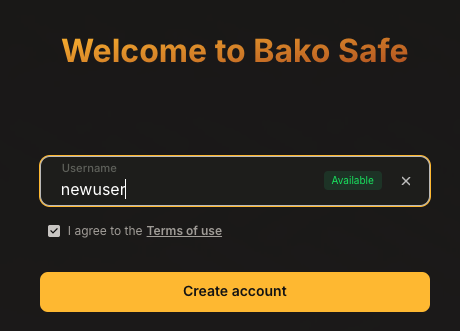 Welcome to Bako Safe
Username
newuser
Available
I agree to the Terms of use
Create account